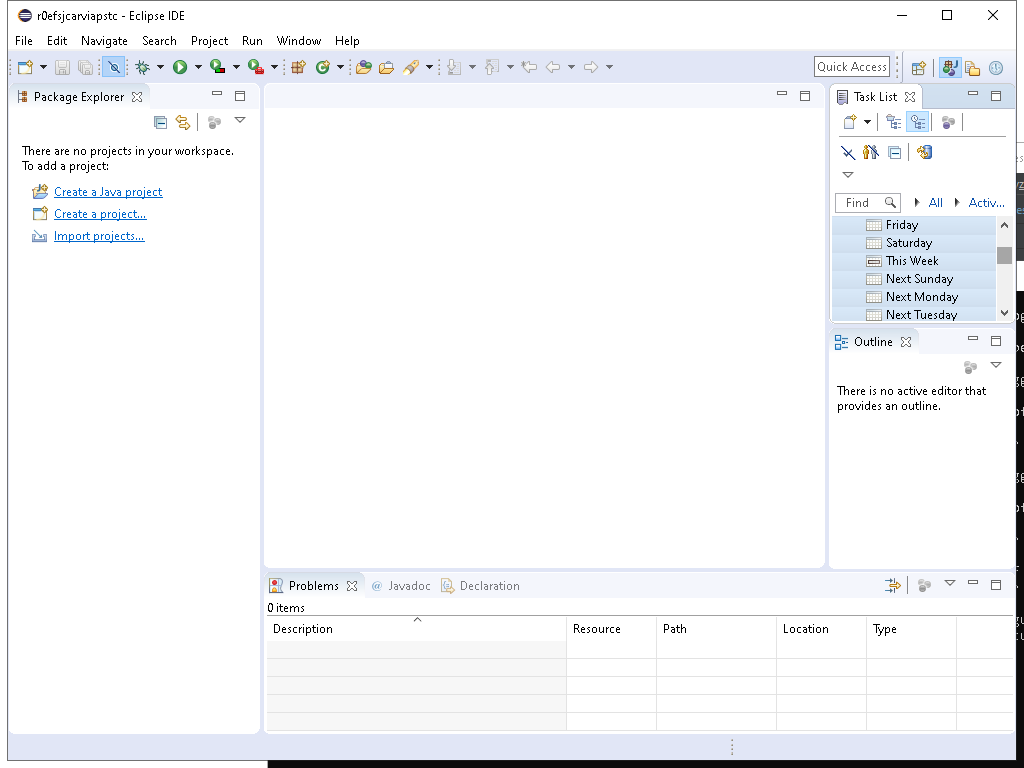 r0efsjcarviapstc - Eclipse IDE
File Edit Navigate Search Project Run Window Help
Quick Access
Package Explorer
There are no projects in your workspace.
To add a project:
Create a Java project
Create a project...
Import projects...
Task List
Find All Activ...
Friday
Saturday
This Week
Next Sunday
Next Monday
Next Tuesday
Outline
There is no active editor that
provides an outline.
Problems @ Javadoc Declaration
0 items
Description Resource Path Location Type